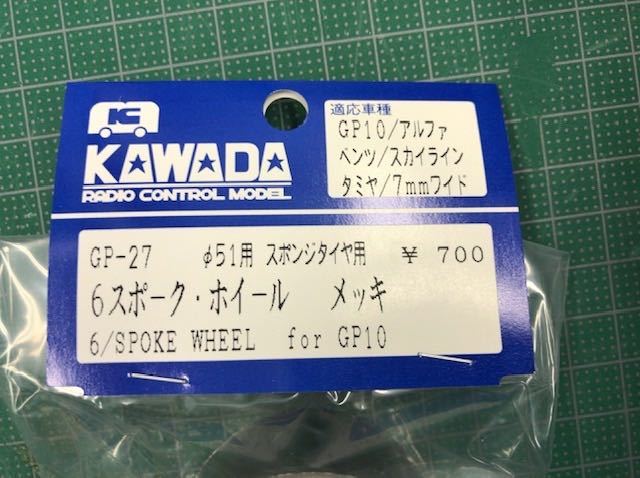 K
KAWADA
RADIO CONTROL MODEL
適応車種
GP10/アルファ
ベンツ/スカイライン
タミヤ/7mmワイド
GP-27 φ51用 スポンジタイヤ用 ¥ 700
6スポーク・ホイール メッキ
6/SPOKE WHEEL for GP10